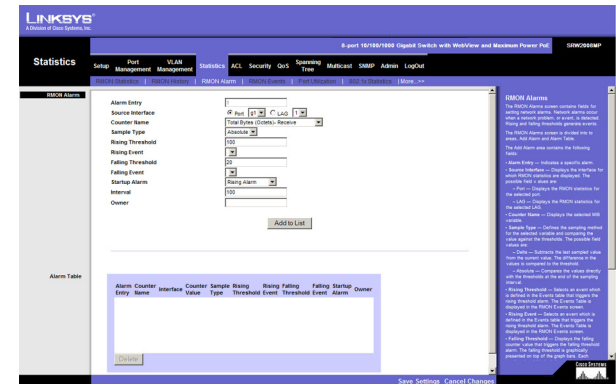 LINKSYS®
A Division of Cisco Systems, Inc.
8-port 10/100/1000 Gigabit Switch with WebView and Maximum Power PoE
SRW2008MP
Statistics
Setup
Port Management
VLAN Management
Statistics
ACL
Security
QoS
Spanning Tree
Multicast
SNMP
Admin
LogOut
RMON Statistics | RMON History | RMON Alarm | RMON Events | Port Utilization | 802.1x Statistics | More...>>
RMON Alarm
Alarm Entry 1
Source Interface Port g1 LAG 1
Counter Name Total Bytes (Octets)- Receive
Sample Type Absolute
Rising Threshold 100
Rising Event
Falling Threshold 20
Falling Event
Startup Alarm Rising Alarm
Interval 100
Owner
Add to List
Alarm Table
Alarm Entry
Counter Name
Interface
Counter Value
Sample Type
Rising Threshold
Rising Event
Falling Threshold
Falling Event
Startup Alarm
Owner
Delete
RMON Alarms
The RMON Alarms screen contains fields for
setting network alarms. Network alarms occur
when a network problem, or event, is detected.
Rising and falling thresholds generate events.
The RMON Alarms screen is divided into to
areas, Add Alarm and Alarm Table.
The Add Alarm area contains the following
fields:
• Alarm Entry — Indicates a specific alarm.
• Source Interface — Displays the interface for
which RMON statistics are displayed. The
possible field values are:
– Port — Displays the RMON statistics for
the selected port.
– LAG — Displays the RMON statistics for
the selected LAG.
• Counter Name — Displays the selected MIB
variable.
• Sample Type — Defines the sampling method
for the selected variable and comparing the
value against the thresholds. The possible field
values are:
– Delta — Subtracts the last sampled value
from the current value. The difference in the
values is compared to the threshold.
– Absolute — Compares the values directly
with the thresholds at the end of the sampling
interval.
• Rising Threshold — Selects an event which
is defined in the Events table that triggers the
rising threshold alarm. The Events Table is
displayed in the RMON Events screen.
• Rising Event — Selects an event which is
defined in the Events table that triggers the
rising threshold alarm. The Events Table is
displayed in the RMON Events screen.
• Falling Threshold — Displays the falling
counter value that triggers the falling threshold
alarm. The falling threshold is graphically
presented on top of the graph bars. Each
CISCO SYSTEMS
Save Settings
Cancel Changes